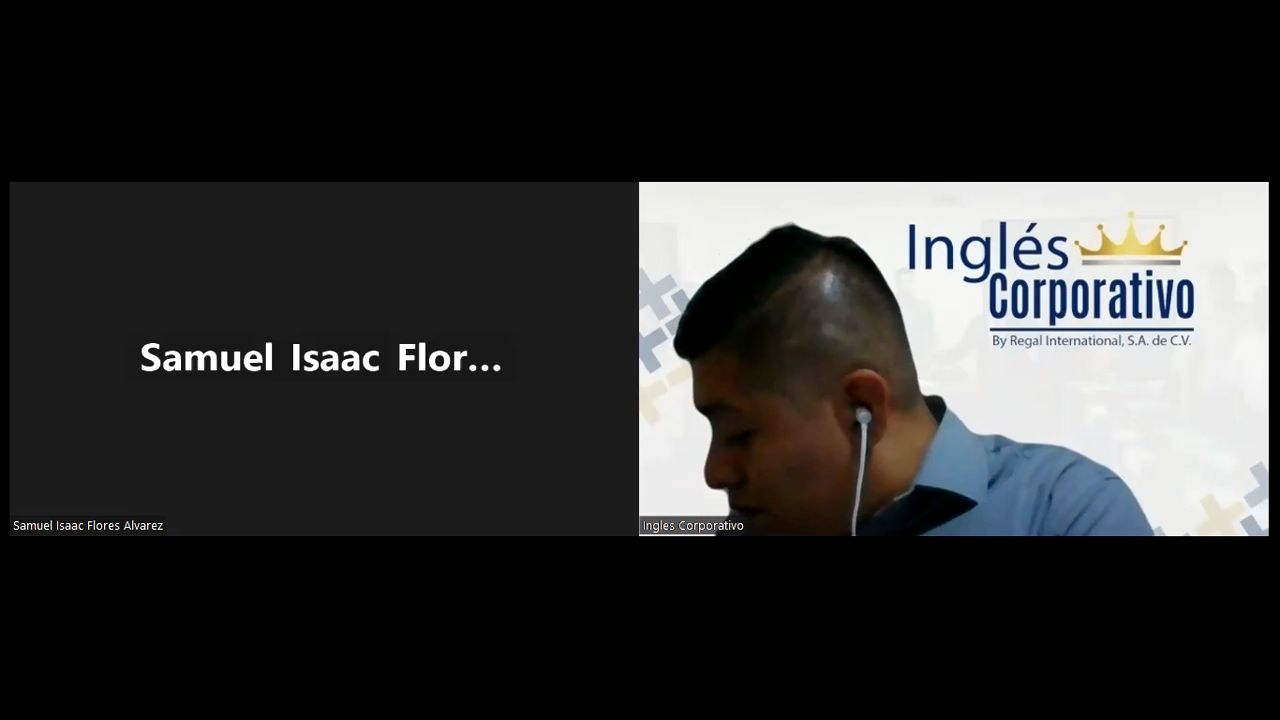 Samuel Isaac Flor...
Samuel Isaac Flores Alvarez
Inglés
Corporativo
By Regal International, S.A. de C.V.
Ingles Corporativo